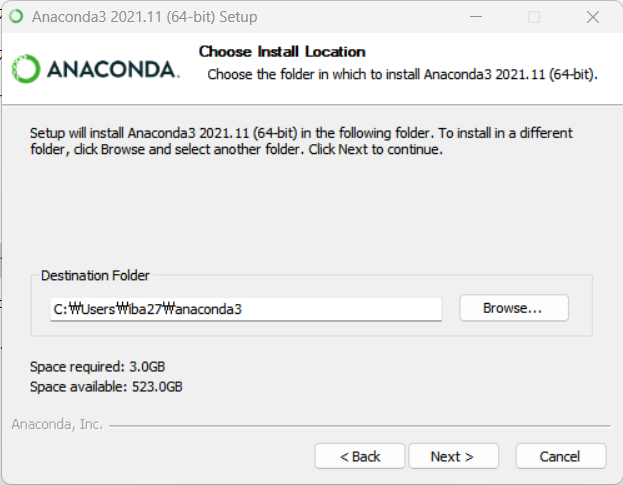 Anaconda3 2021.11 (64-bit) Setup
ANACONDA.
Choose Install Location
Choose the folder in which to install Anaconda3 2021.11 (64-bit).
Setup will install Anaconda3 2021.11 (64-bit) in the following folder. To install in a different
folder, click Browse and select another folder. Click Next to continue.
Destination Folder
C:₩Users₩lba27₩anaconda3
Browse...
Space required: 3.0GB
Space available: 523.0GB
Anaconda, Inc.
< Back
Next >
Cancel